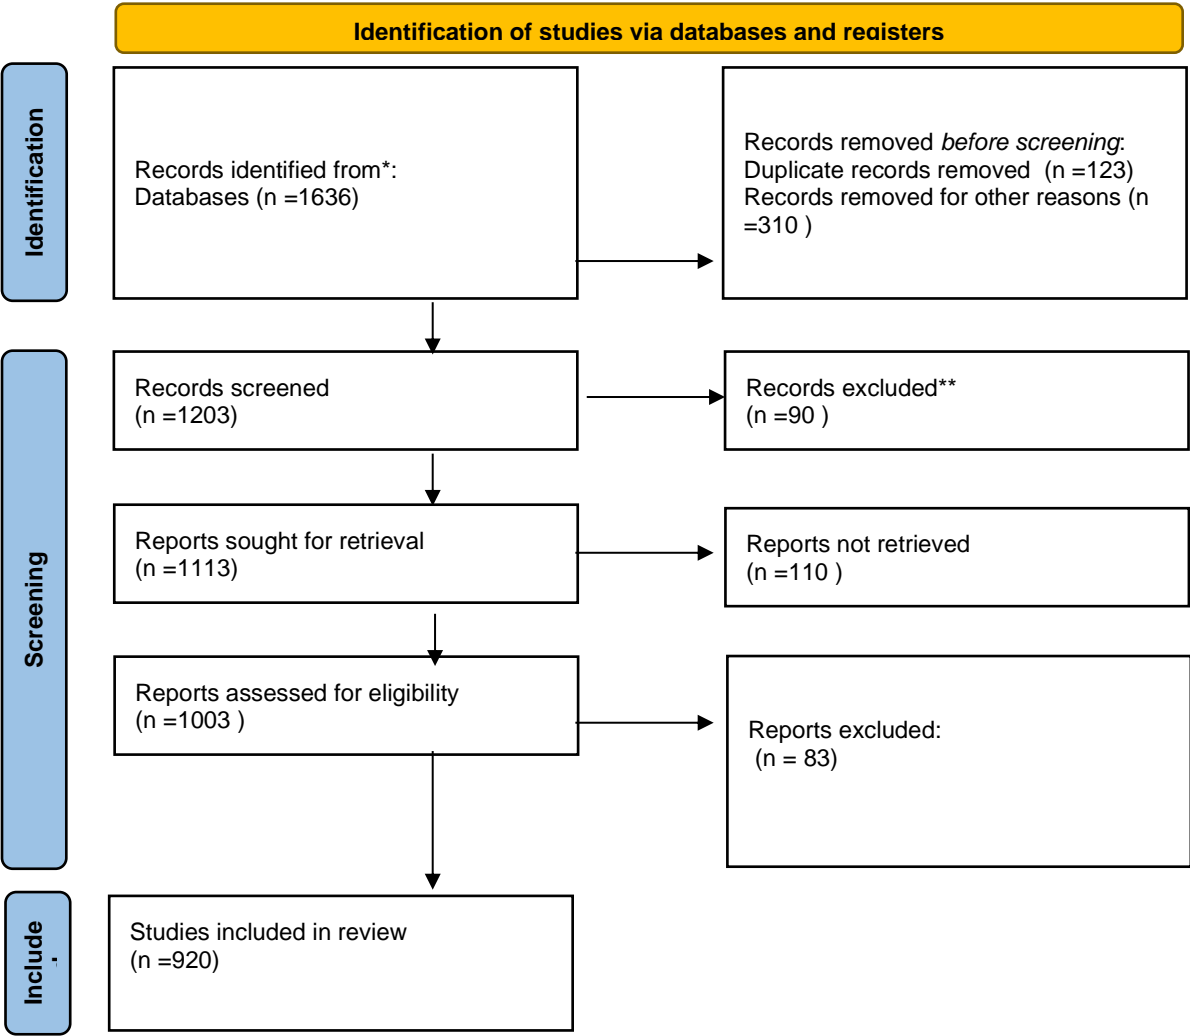 Identification of studies via databases and registers
Identification
Records identified from*:
Databases (n =1636)
Records removed before screening:
Duplicate records removed  (n =123)
Records removed for other reasons (n
=310 )
Screening
Records screened
(n =1203)
Records excluded**
(n =90 )
Reports sought for retrieval
(n =1113)
Reports not retrieved
(n =110 )
Reports assessed for eligibility
(n =1003 )
Reports excluded:
(n = 83)
Include
Studies included in review
(n =920)